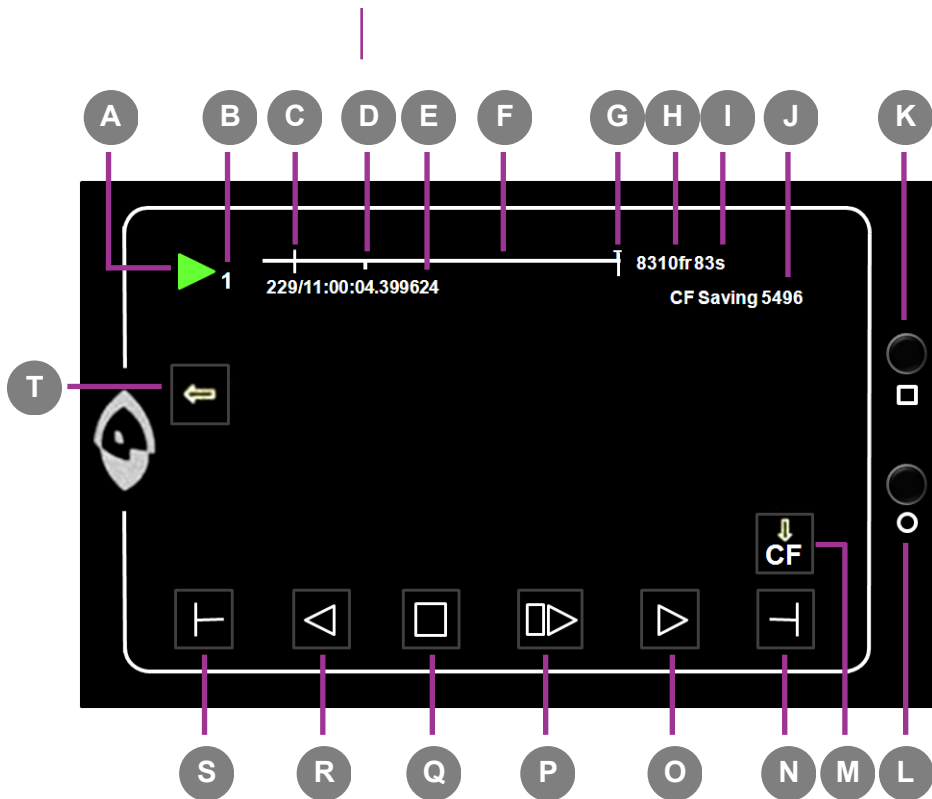 A B C D E F G H I J K
1
8310fr 83s
229/11:00:04.399624
CF Saving 5496
T
CF
S R Q P O N M L